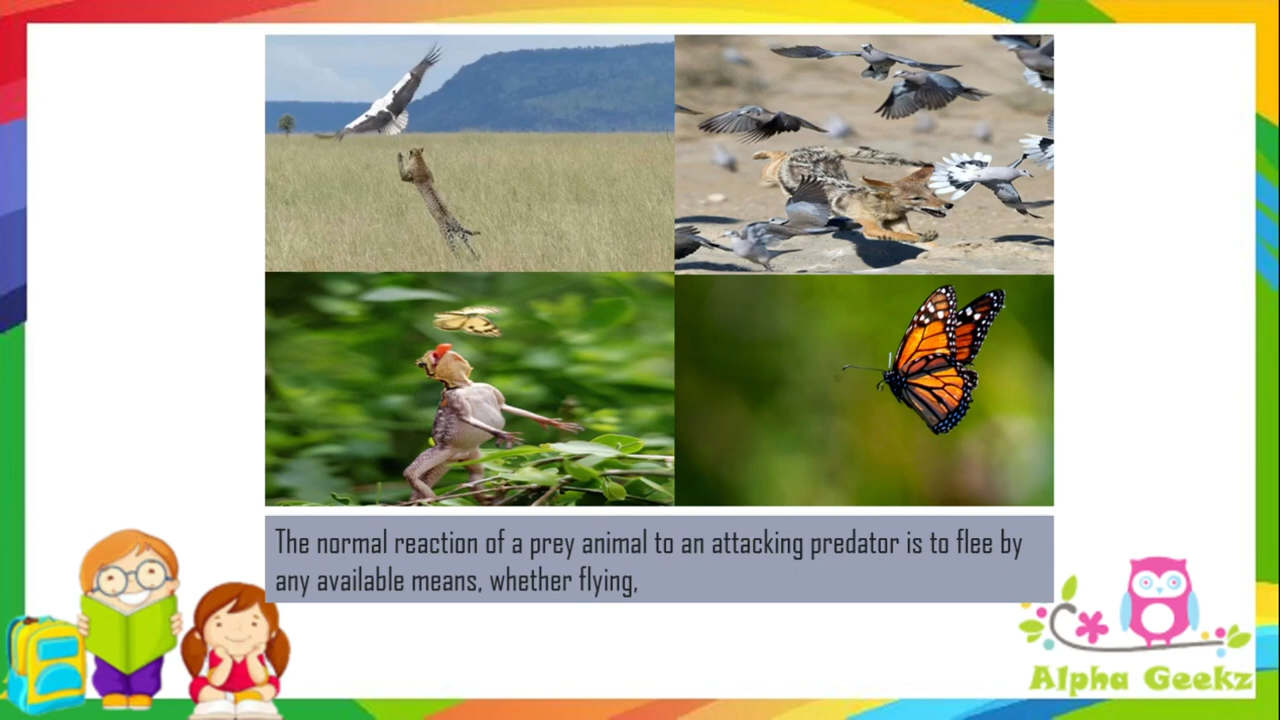 The normal reaction of a prey animal to an attacking predator is to flee by
any available means, whether flying,
Alpha Geekz